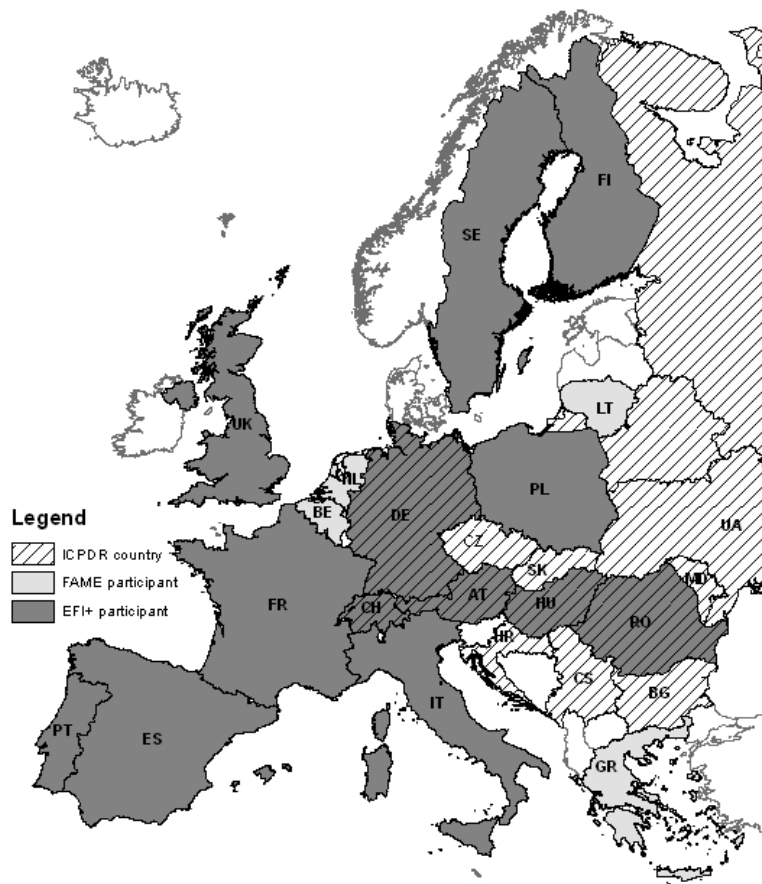 FI
SE
LT
UK
NL
PL
BE
DE
UA
Legend
ICPDR country
FAME participant
EFI+ participant
CZ
SK
MD
FR
CH
AT
HU
RO
HR
CS
BG
IT
PT
ES
GR